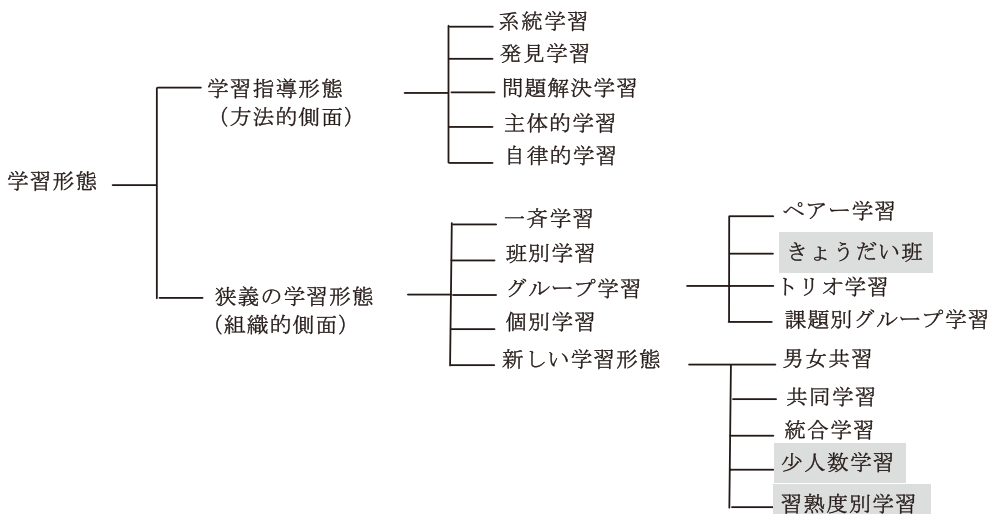 学習形態
学習指導形態
（方法的側面）
系統学習
発見学習
問題解決学習
主体的学習
自律的学習
狭義の学習形態
（組織的側面）
一斉学習
班別学習
グループ学習
個別学習
新しい学習形態
ペアー学習
きょうだい班
トリオ学習
課題別グループ学習
男女共習
共同学習
統合学習
少人数学習
習熟度別学習